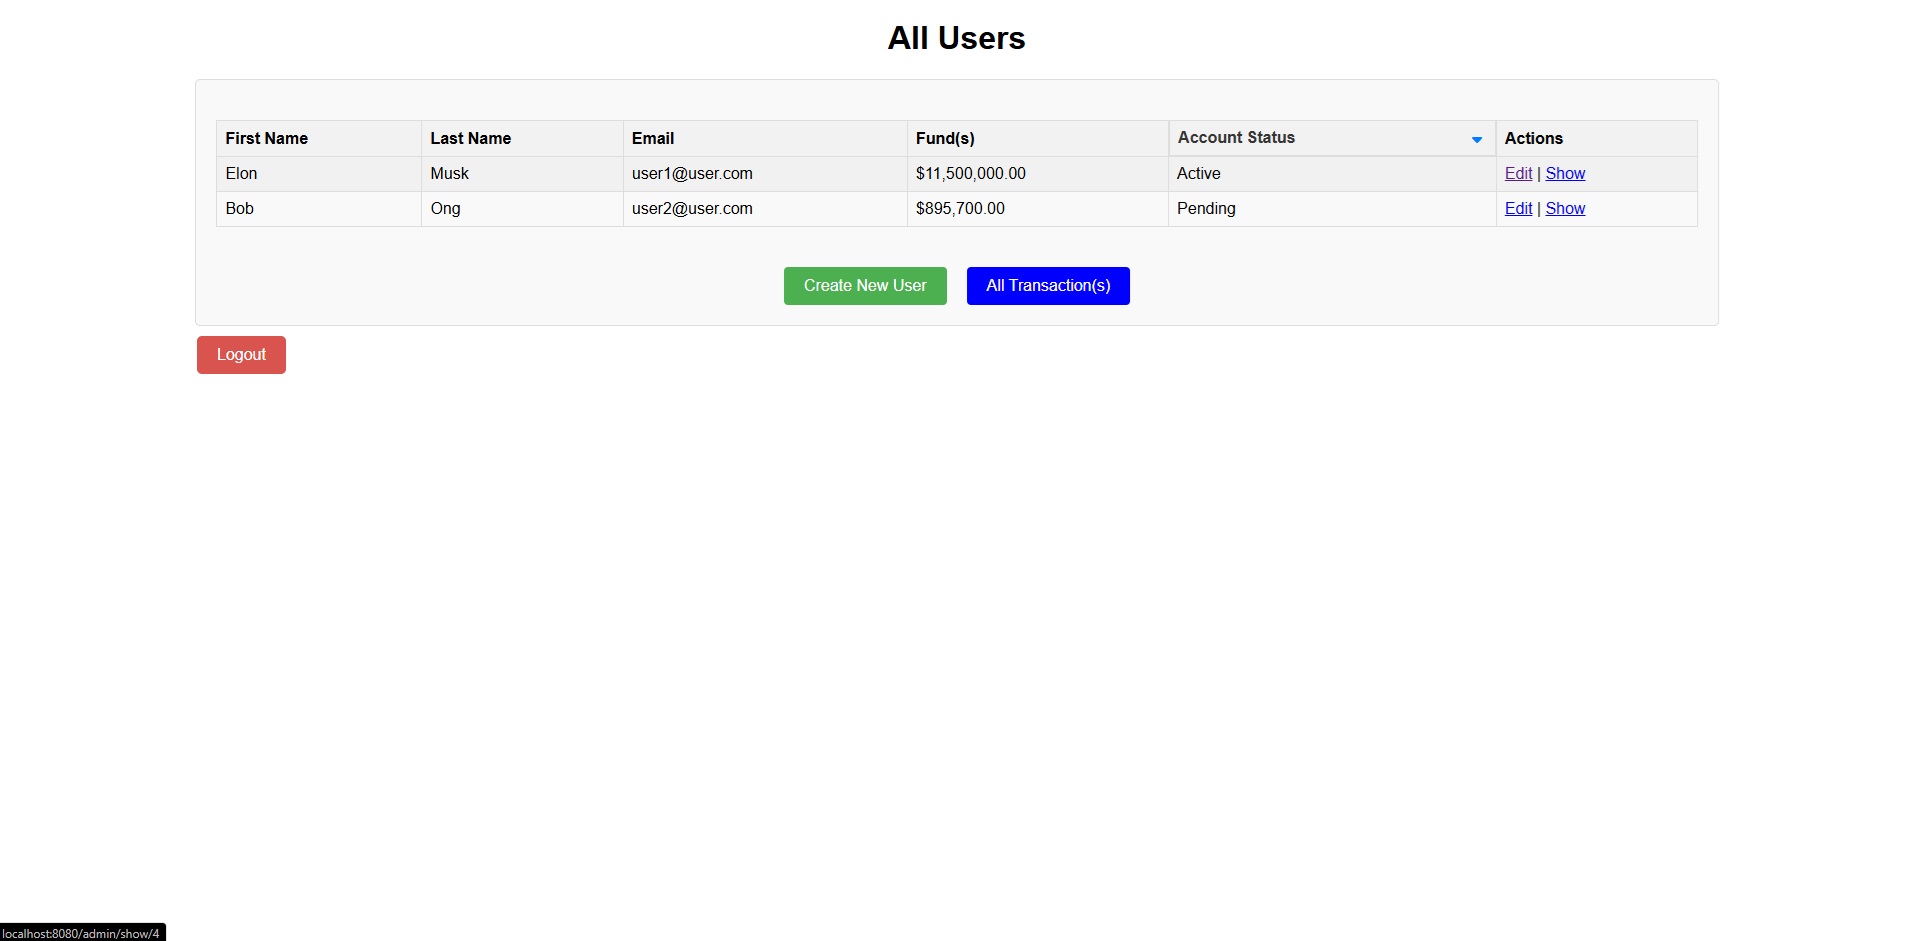 All Users
First Name Last Name Email Fund(s) Account Status Actions
Elon Musk user1@user.com $11,500,000.00 Active Edit | Show
Bob Ong user2@user.com $895,700.00 Pending Edit | Show
Create New User All Transaction(s)
Logout
localhost:8080/admin/show/4